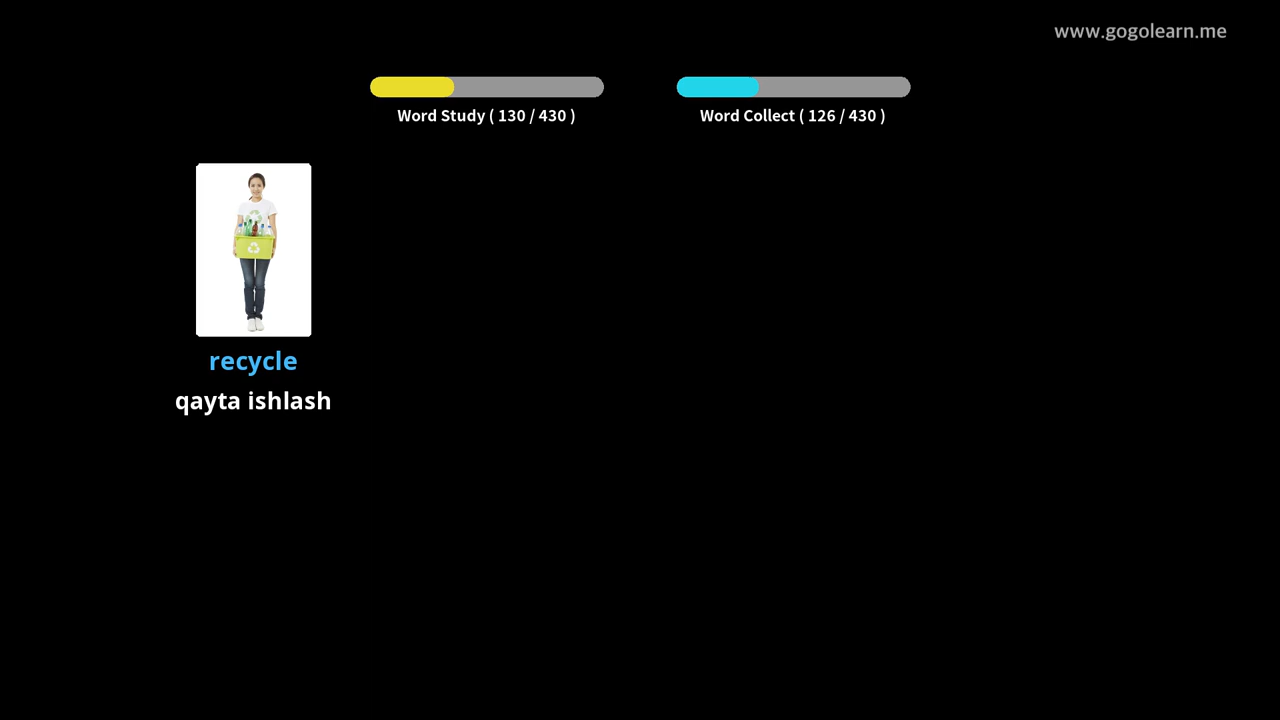 www.gogolearn.me
Word Study ( 130 / 430 )
Word Collect ( 126 / 430 )
recycle
qayta ishlash